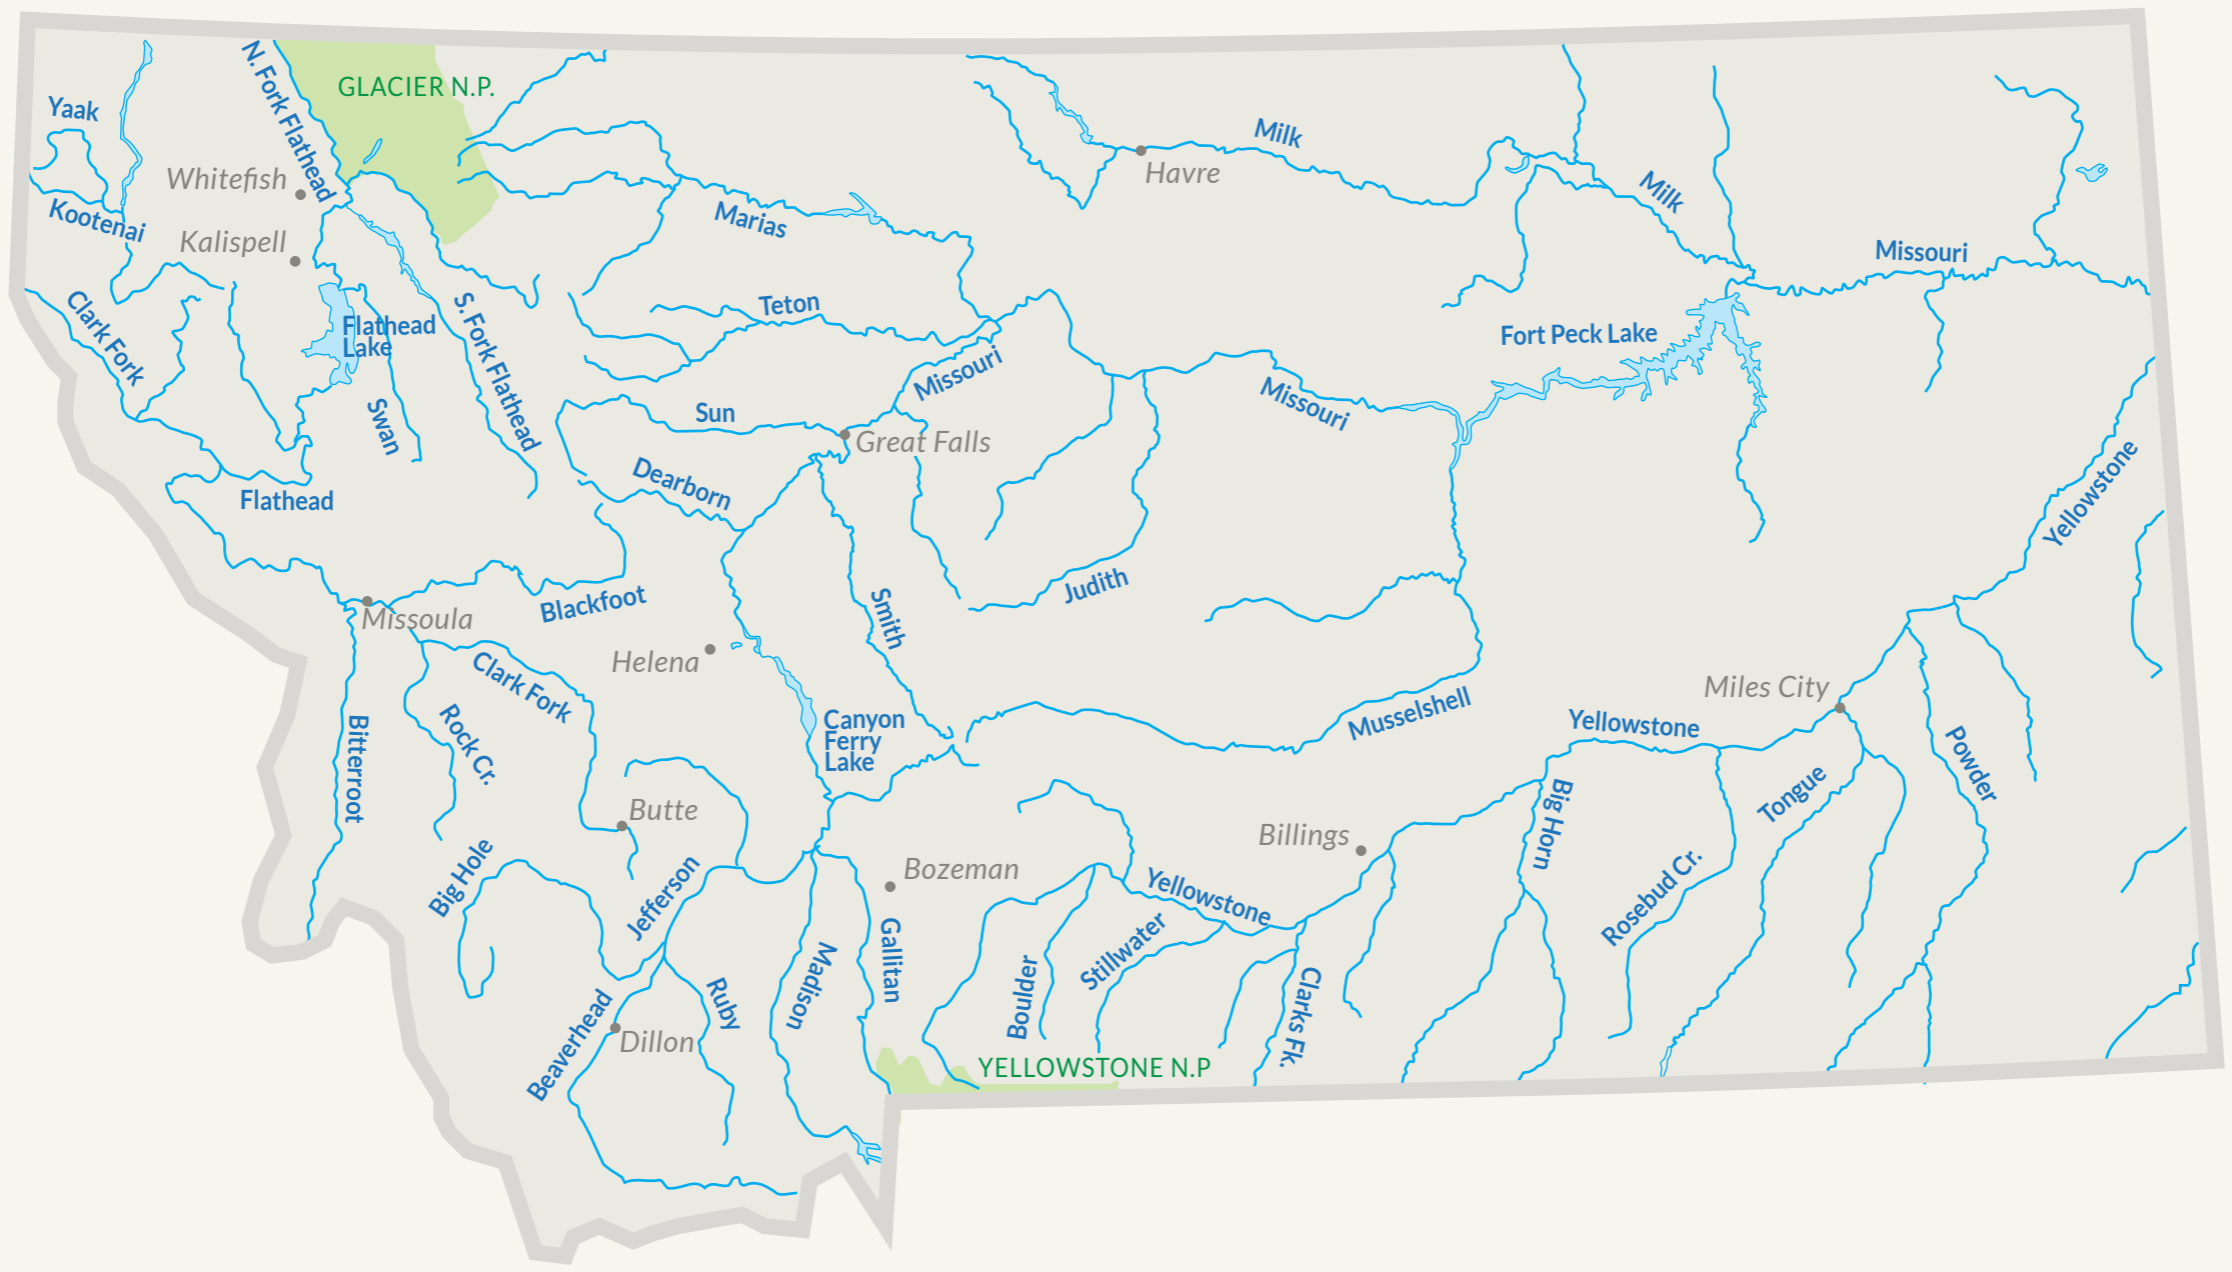 N. Fork Flathead
GLACIER N.P.
Yaak
Whitefish
Kootenai
Kalispell
Marias
Havre
Milk
Milk
Missouri
Clark Fork
Flathead
Lake
S. Fork Flathead
Teton
Fort Peck Lake
Missouri
Missouri
Swan
Sun
Great Falls
Flathead
Dearborn
Yellowstone
Judith
Blackfoot
Missoula
Smith
Helena
Clark Fork
Rock Cr.
Bitterroot
Canyon
Ferry
Lake
Musselshell
Yellowstone
Miles City
Powder
Tongue
Big Horn
Butte
Billings
Big Hole
Jefferson
Bozeman
Yellowstone
Rosebud Cr.
Stillwater
Gallitan
Madison
Boulder
Clarks Fk.
Ruby
Beaverhead
Dillon
YELLOWSTONE N.P